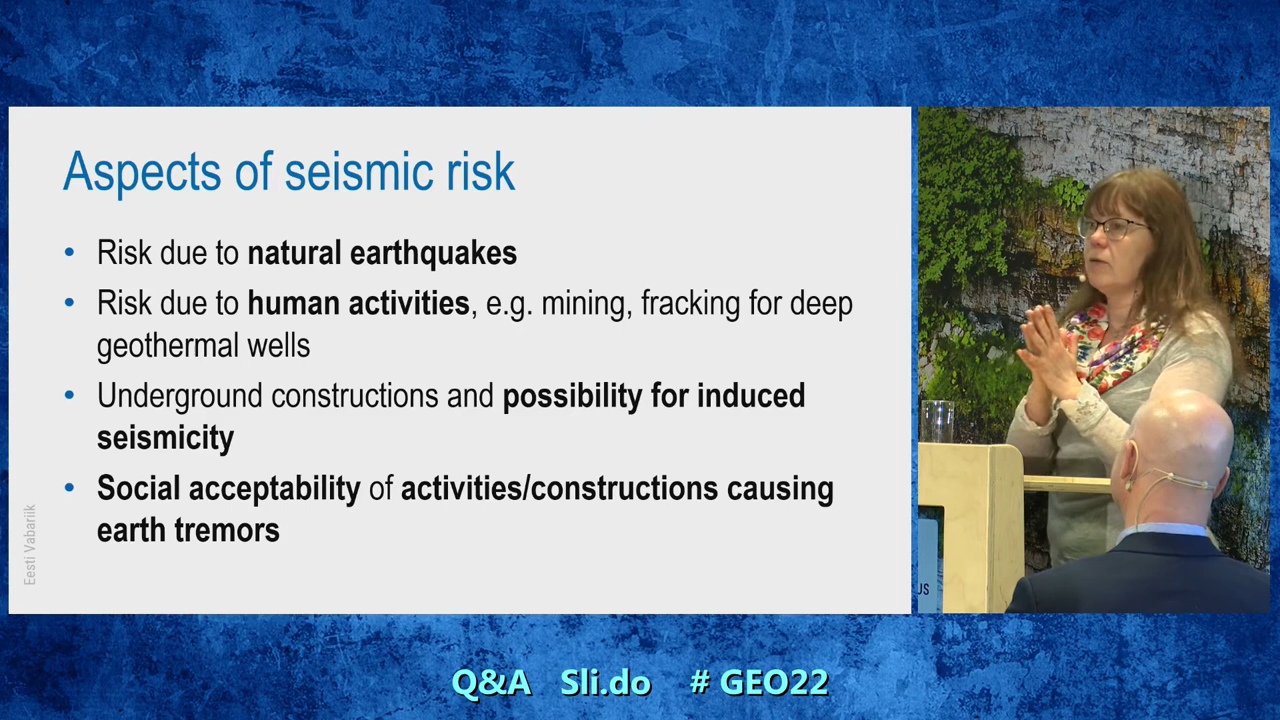 Aspects of seismic risk
• Risk due to natural earthquakes
• Risk due to human activities, e.g. mining, fracking for deep
geothermal wells
• Underground constructions and possibility for induced
seismicity
• Social acceptability of activities/constructions causing
earth tremors
Eesti Vabariik
US
Q&A Sli.do # GEO22